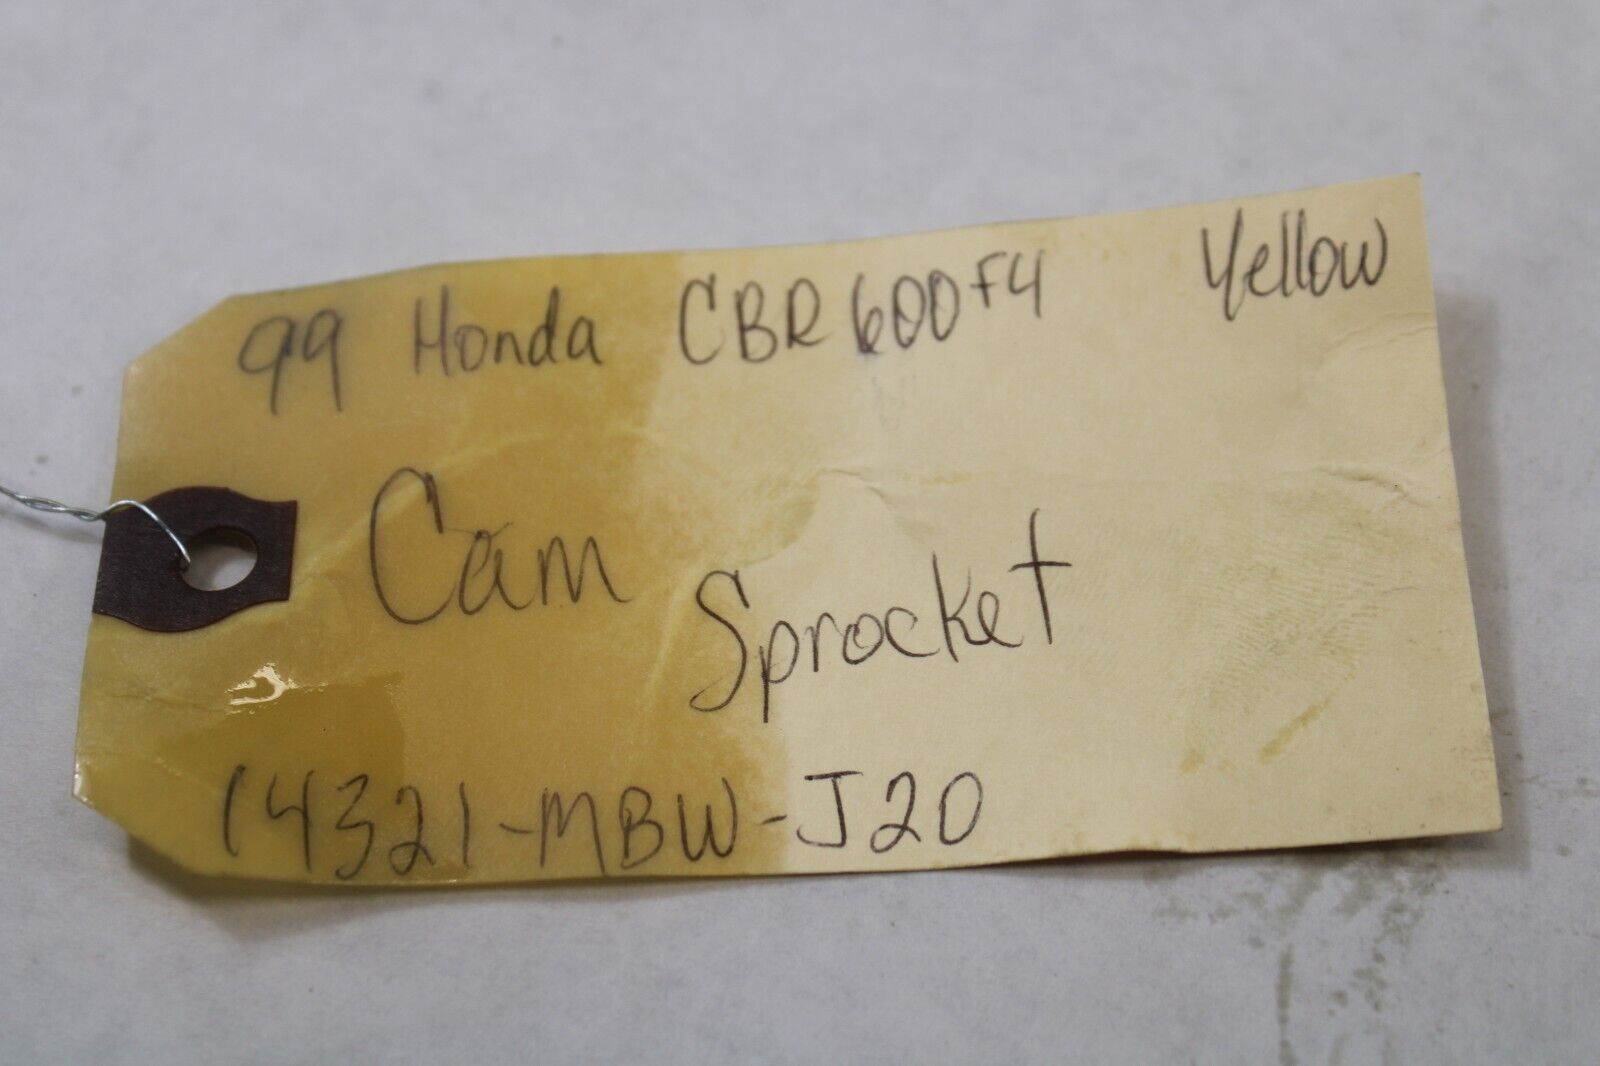 99 Honda CBR600F4 Yellow
Cam
Sprocket
14321-MBW-J20